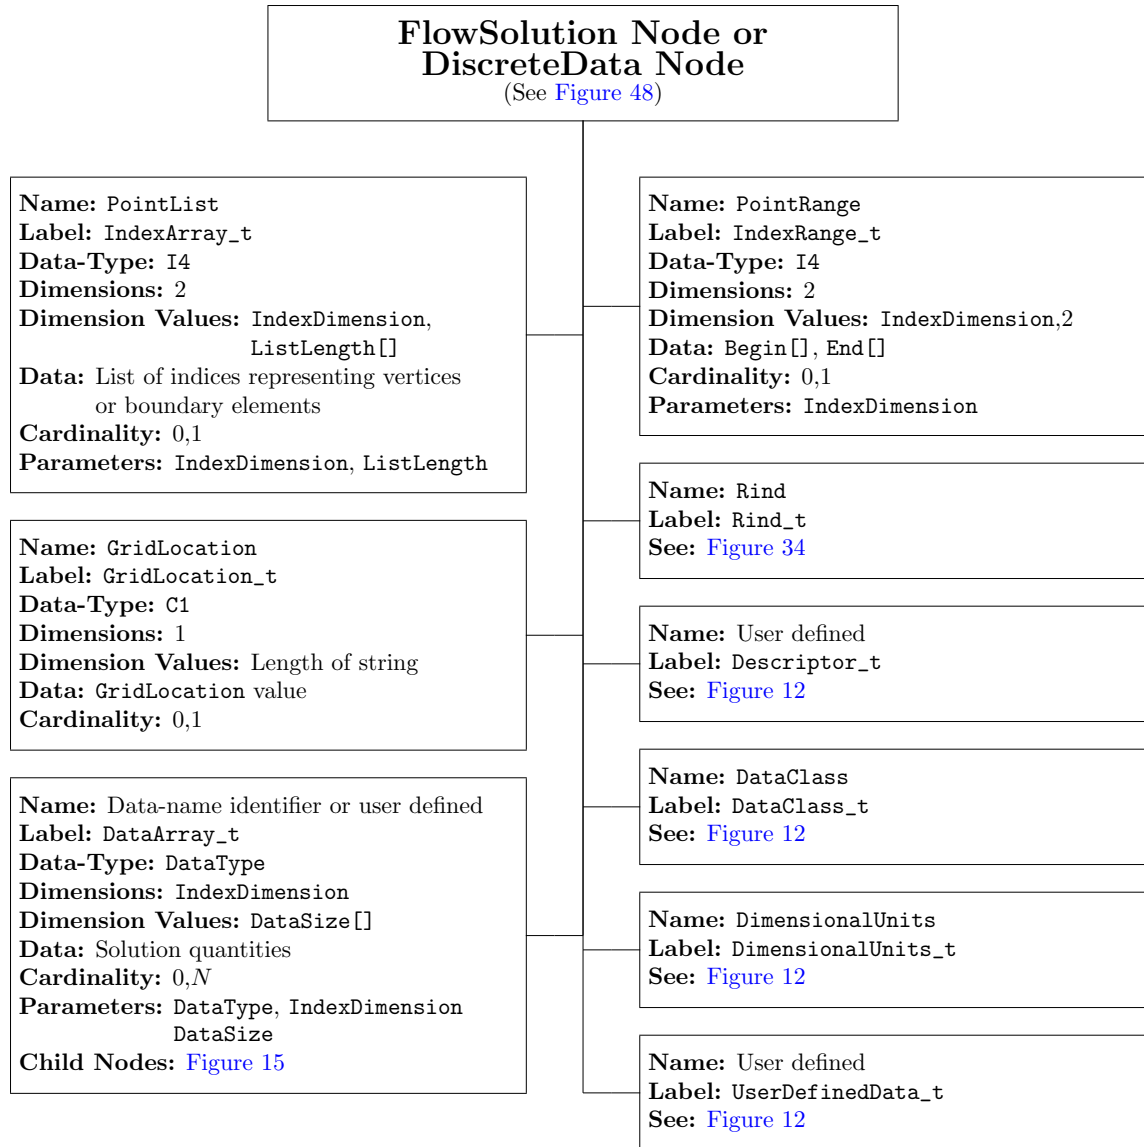 FlowSolution Node or
DiscreteData Node
(See Figure 48)
Name: PointList
Label: IndexArray_t
Data-Type: I4
Dimensions: 2
Dimension Values: IndexDimension,
ListLength[]
Data: List of indices representing vertices
or boundary elements
Cardinality: 0,1
Parameters: IndexDimension, ListLength
Name: GridLocation
Label: GridLocation_t
Data-Type: C1
Dimensions: 1
Dimension Values: Length of string
Data: GridLocation value
Cardinality: 0,1
Name: Data-name identifier or user defined
Label: DataArray_t
Data-Type: DataType
Dimensions: IndexDimension
Dimension Values: DataSize[]
Data: Solution quantities
Cardinality: 0,N
Parameters: DataType, IndexDimension
DataSize
Child Nodes: Figure 15
Name: PointRange
Label: IndexRange_t
Data-Type: I4
Dimensions: 2
Dimension Values: IndexDimension,2
Data: Begin[], End[]
Cardinality: 0,1
Parameters: IndexDimension
Name: Rind
Label: Rind_t
See: Figure 34
Name: User defined
Label: Descriptor_t
See: Figure 12
Name: DataClass
Label: DataClass_t
See: Figure 12
Name: DimensionalUnits
Label: DimensionalUnits_t
See: Figure 12
Name: User defined
Label: UserDefinedData_t
See: Figure 12